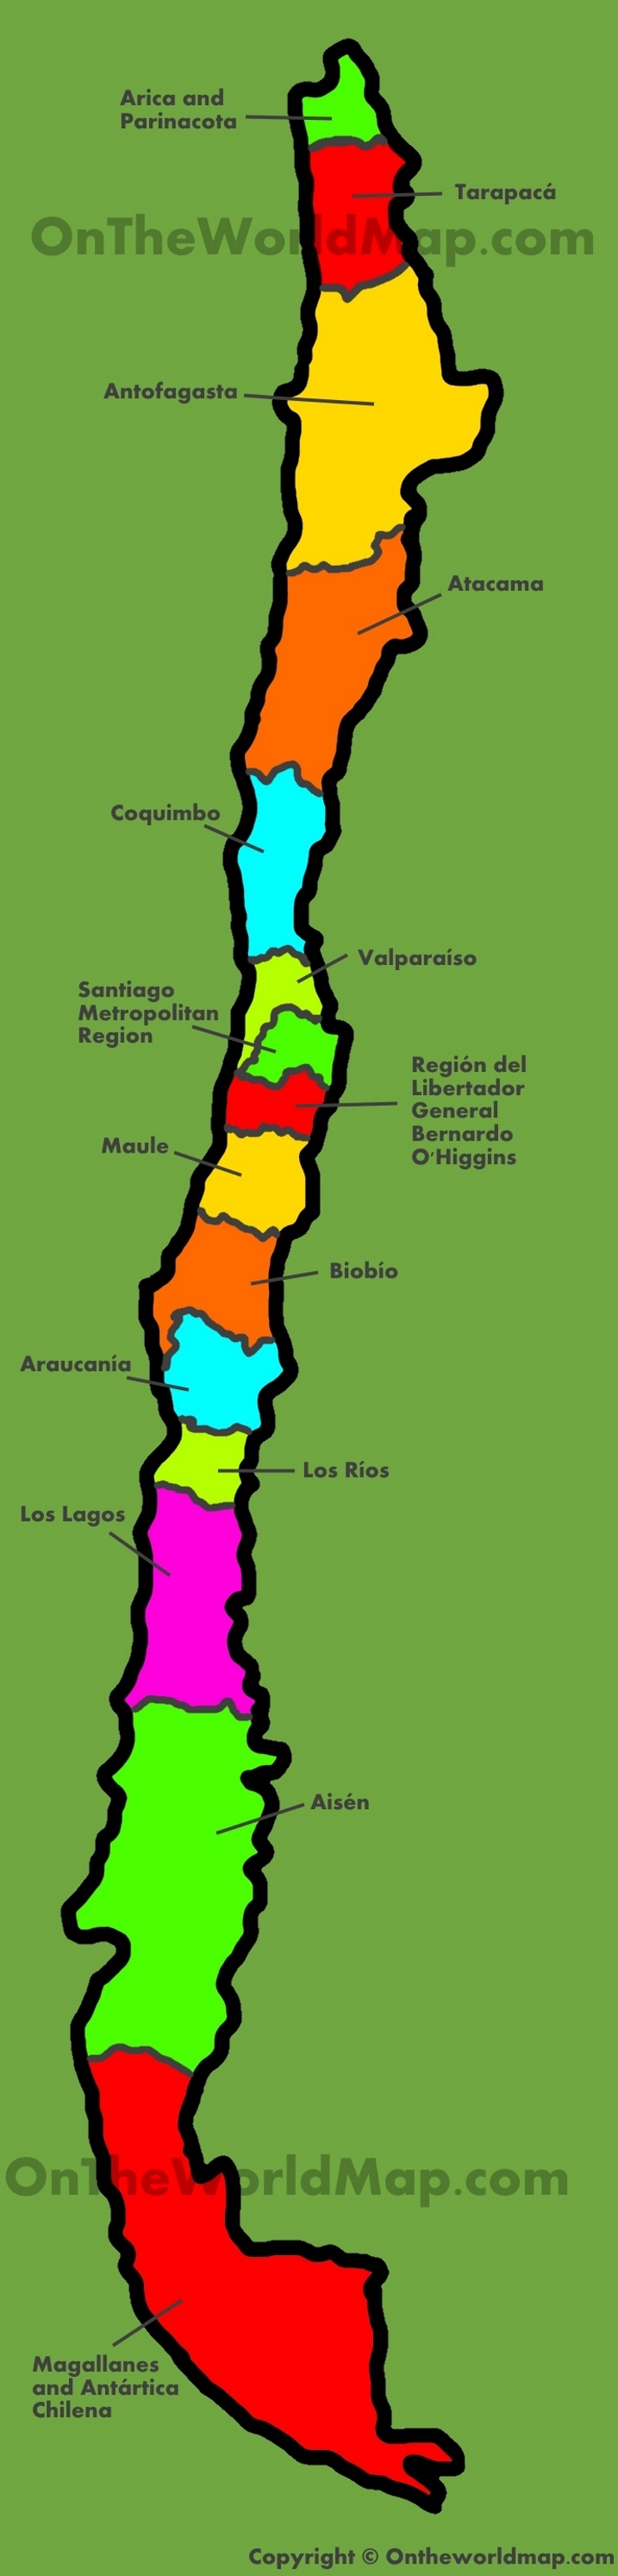 Arica and
Parinacota
Tarapacá
OnTheWorldMap.com
Antofagasta
Atacama
Coquimbo
Valparaíso
Santiago
Metropolitan
Region
Región del
Libertador
General
Bernardo
O'Higgins
Maule
Biobío
Araucanía
Los Ríos
Los Lagos
Aisén
OnTheWorldMap.com
Magallanes
and Antártica
Chilena
Copyright © Ontheworldmap.com